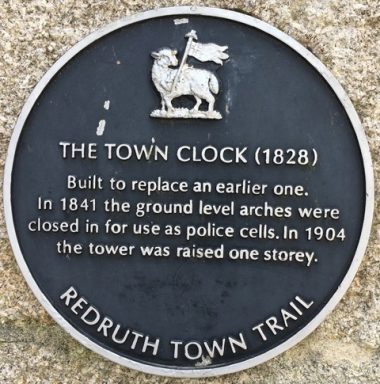 THE TOWN CLOCK (1828)
Built to replace an earlier one.
In 1841 the ground level arches were
closed in for use as police cells. In 1904
the tower was raised one storey.
REDRUTH TOWN TRAIL